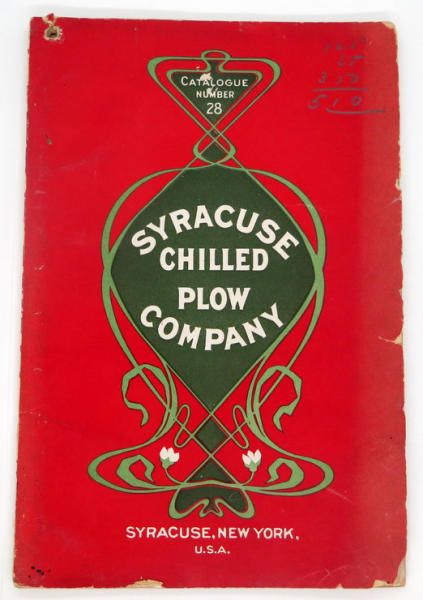 CATALOGUE
NUMBER
28
SYRACUSE
CHILLED
PLOW
COMPANY
SYRACUSE, NEW YORK,
U.S.A.